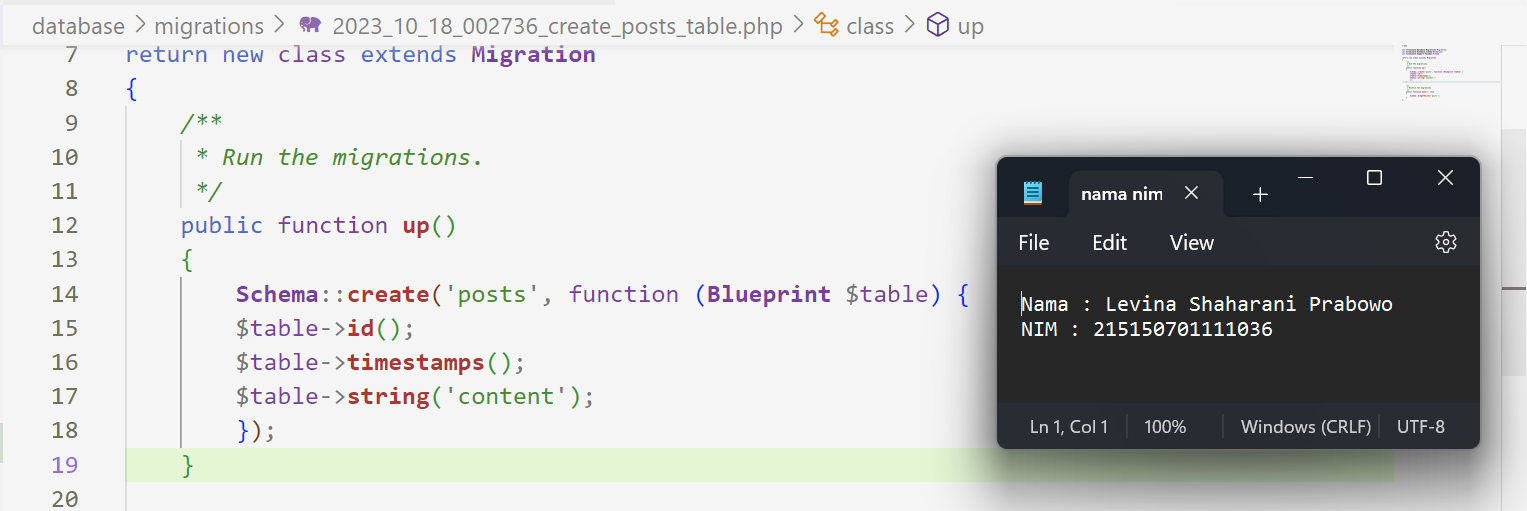 database > migrations > 2023_10_18_002736_create_posts_table.php > class > up
7 return new class extends Migration
8 {
9 /**
10 * Run the migrations.
11 */
12 public function up()
13 {
14 Schema::create('posts', function (Blueprint $table) {
15 $table->id();
16 $table->timestamps();
17 $table->string('content');
18 });
19 }
20
nama nim
File Edit View
Nama : Levina Shaharani Prabowo
NIM : 215150701111036
Ln 1, Col 1 100% Windows (CRLF) UTF-8